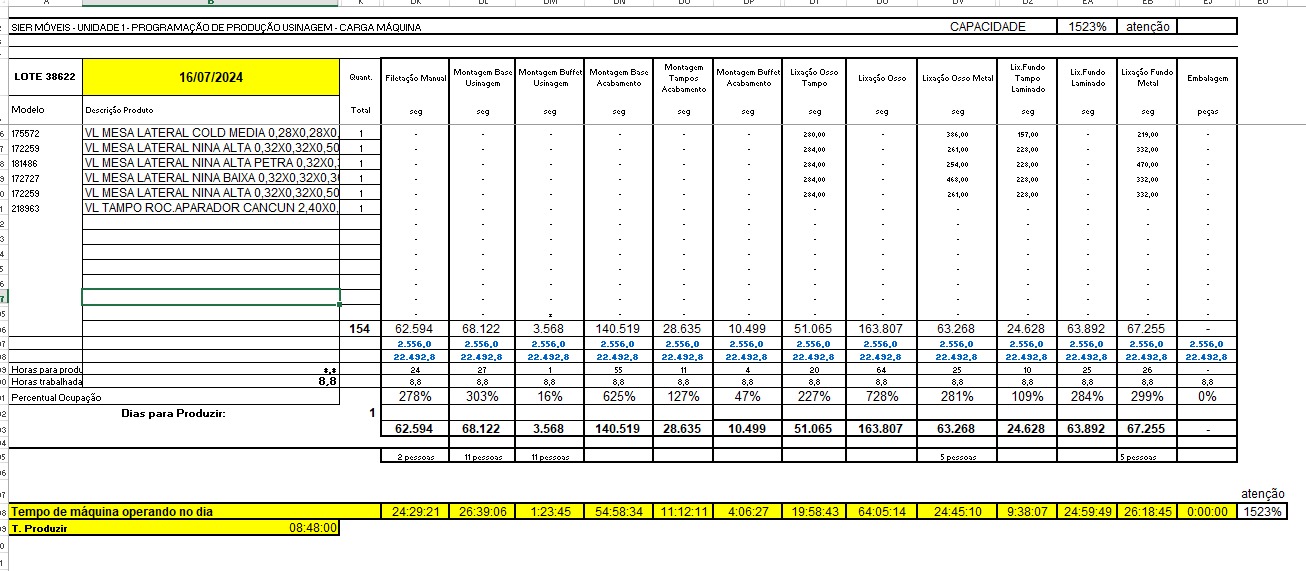 A B K DK DL DM DN DO DP DT DU DV DZ EA EB EJ EU
SIER MÓVEIS - UNIDADE 1 - PROGRAMAÇÃO DE PRODUÇÃO USINAGEM - CARGA MÁQUINA CAPACIDADE 1523% atenção
LOTE 38622 16/07/2024 Quant. Filetação Manual Montagem Base Usinagem Montagem Buffet Usinagem Montagem Base Acabamento Montagem Tampos Acabamento Montagem Buffet Acabamento Lixação Osso Tampo Lixação Osso Lixação Osso Metal Lix.Fundo Tampo Laminado Lix.Fundo Laminado Lixação Fundo Metal Embalagem
Modelo Descrição Produto Total seg seg seg seg seg seg seg seg seg seg seg seg peças
175572 VL MESA LATERAL COLD MEDIA 0,28X0,28X0, 1 - - - - - - 280,00 - 386,00 157,00 - 219,00 -
172259 VL MESA LATERAL NINA ALTA 0,32X0,32X0,50 1 - - - - - - 284,00 - 261,00 228,00 - 332,00 -
181486 VL MESA LATERAL NINA ALTA PETRA 0,32X0, 1 - - - - - - 284,00 - 254,00 228,00 - 470,00 -
172727 VL MESA LATERAL NINA BAIXA 0,32X0,32X0,3 1 - - - - - - 284,00 - 468,00 228,00 - 332,00 -
172259 VL MESA LATERAL NINA ALTA 0,32X0,32X0,50 1 - - - - - - 284,00 - 261,00 228,00 - 332,00 -
218963 VL TAMPO ROC.APARADOR CANCUN 2,40X0, 1 - - - - - - - - - - - - -
- - - - - - - - - - - - -
- - - - - - - - - - - - -
- - - - - - - - - - - - -
- - - - - - - - - - - - -
- - - - - - - - - - - - -
- - - - - - - - - - - - -
- - - - - - - - - - - -
154 62.594 68.122 3.568 140.519 28.635 10.499 51.065 163.807 63.268 24.628 63.892 67.255 -
2.556,0 2.556,0 2.556,0 2.556,0 2.556,0 2.556,0 2.556,0 2.556,0 2.556,0 2.556,0 2.556,0 2.556,0 2.556,0
22.492,8 22.492,8 22.492,8 22.492,8 22.492,8 22.492,8 22.492,8 22.492,8 22.492,8 22.492,8 22.492,8 22.492,8 22.492,8
Horas para produ *,* 24 27 1 55 11 4 20 64 25 10 25 26 -
Horas trabalhada 8,8 8,8 8,8 8,8 8,8 8,8 8,8 8,8 8,8 8,8 8,8 8,8 8,8 8,8
Percentual Ocupação 278% 303% 16% 625% 127% 47% 227% 728% 281% 109% 284% 299% 0%
Dias para Produzir: 1
62.594 68.122 3.568 140.519 28.635 10.499 51.065 163.807 63.268 24.628 63.892 67.255 -
2 pessoas 11 pessoas 11 pessoas 5 pessoas 5 pessoas
atenção
Tempo de máquina operando no dia 24:29:21 26:39:06 1:23:45 54:58:34 11:12:11 4:06:27 19:58:43 64:05:14 24:45:10 9:38:07 24:59:49 26:18:45 0:00:00 1523%
T. Produzir 08:48:00